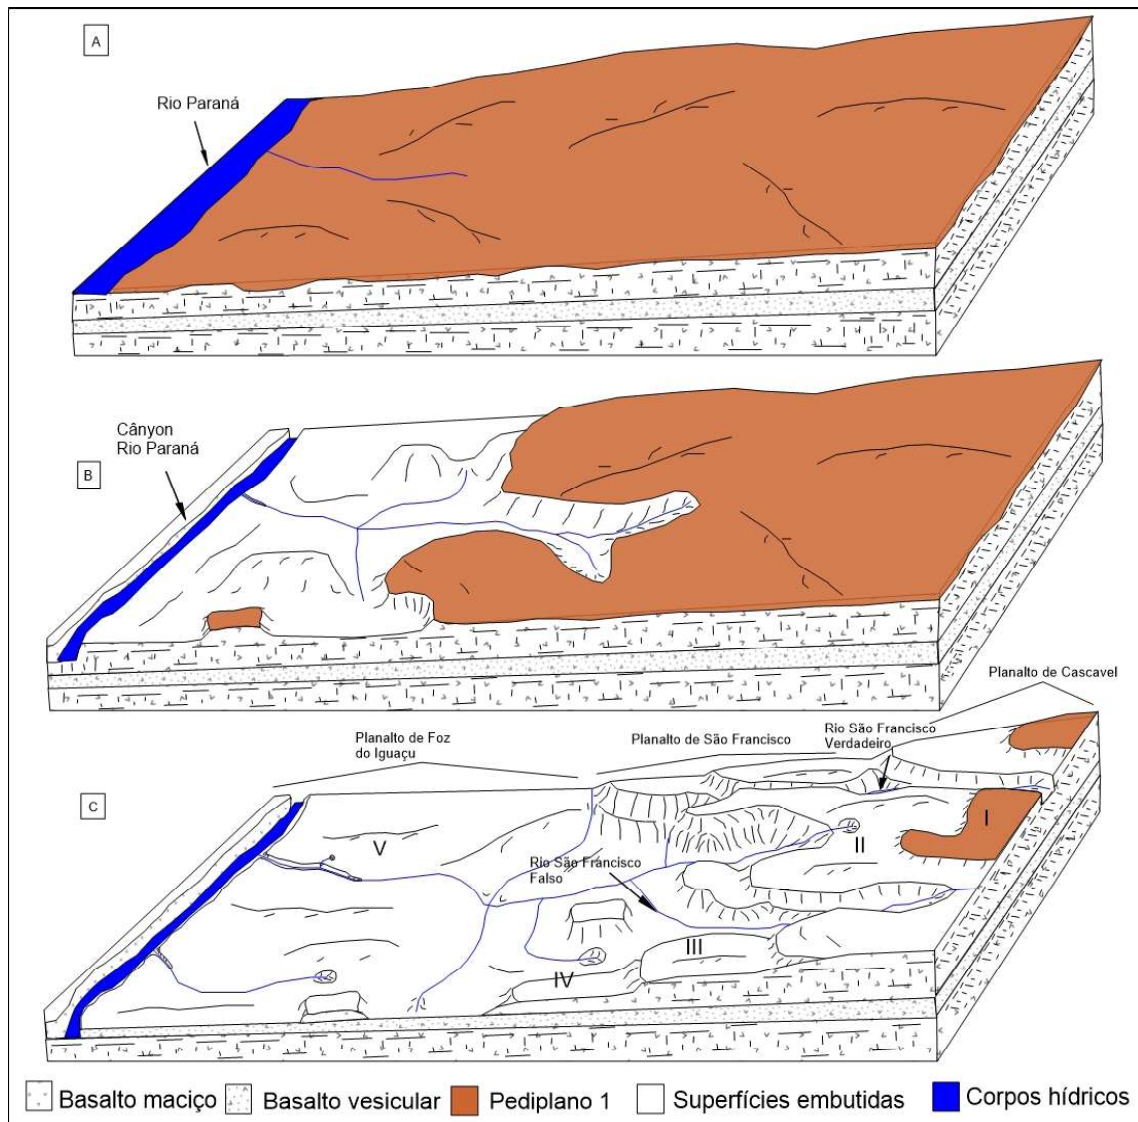 A
Rio Paraná
Cânyon
Rio Paraná
B
Planalto de Cascavel
Planalto de Foz
do Iguaçu
Planalto de São Francisco
Rio São Francisco
Verdadeiro
C
I
V
II
Rio São Francisco
Falso
III
IV
Basalto maciço
Basalto vesicular
Pediplano 1
Superfícies embutidas
Corpos hídricos